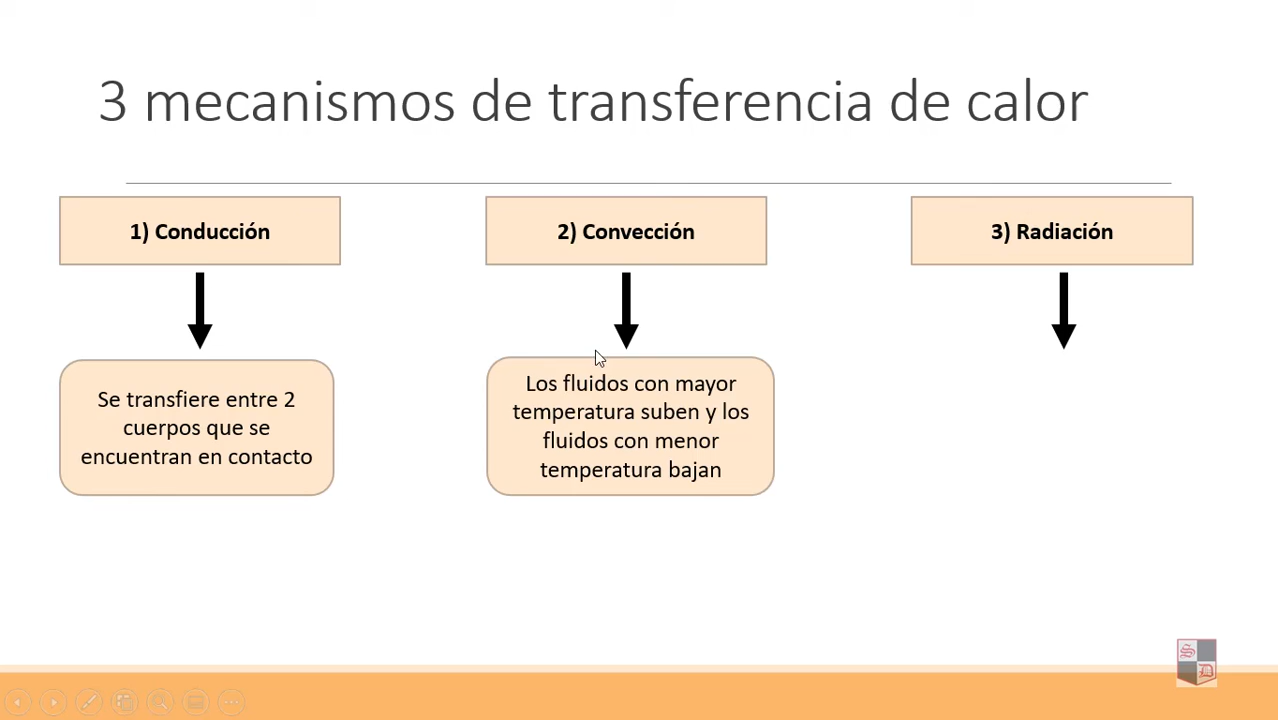 3 mecanismos de transferencia de calor
1) Conducción
2) Convección
3) Radiación
Se transfiere entre 2
cuerpos que se
encuentran en contacto
Los fluidos con mayor
temperatura suben y los
fluidos con menor
temperatura bajan
S
D